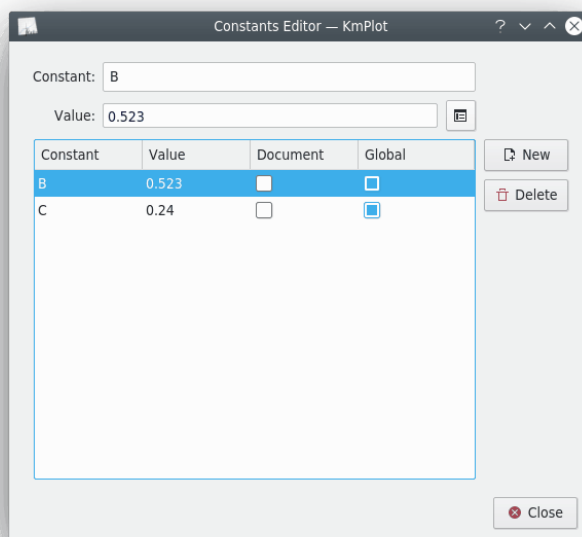 Constants Editor — KmPlot ?
Constant: B
Value: 0.523
Constant Value Document Global
New
B 0.523
Delete
C 0.24
Close